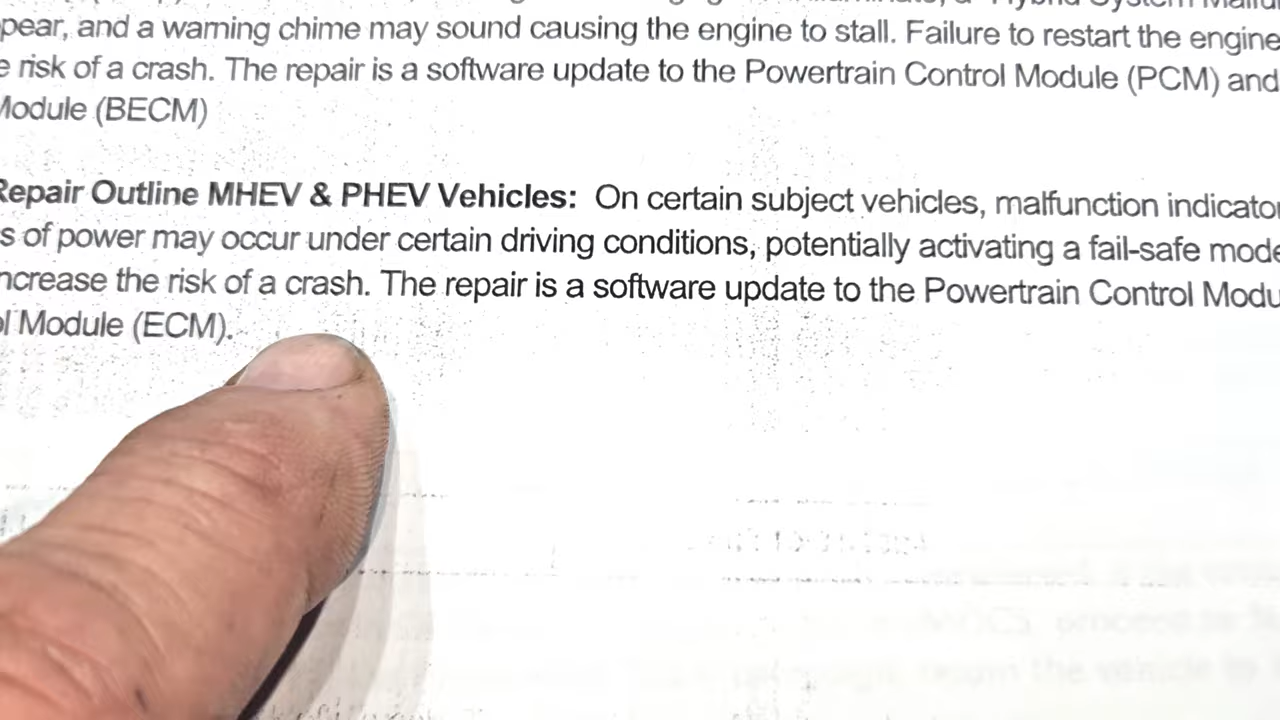 pear, and a warning chime may sound causing the engine to stall. Failure to restart the engine
e risk of a crash. The repair is a software update to the Powertrain Control Module (PCM) and
Module (BECM)
Repair Outline MHEV & PHEV Vehicles: On certain subject vehicles, malfunction indicator
s of power may occur under certain driving conditions, potentially activating a fail-safe mode
ncrease the risk of a crash. The repair is a software update to the Powertrain Control Modu
ol Module (ECM).